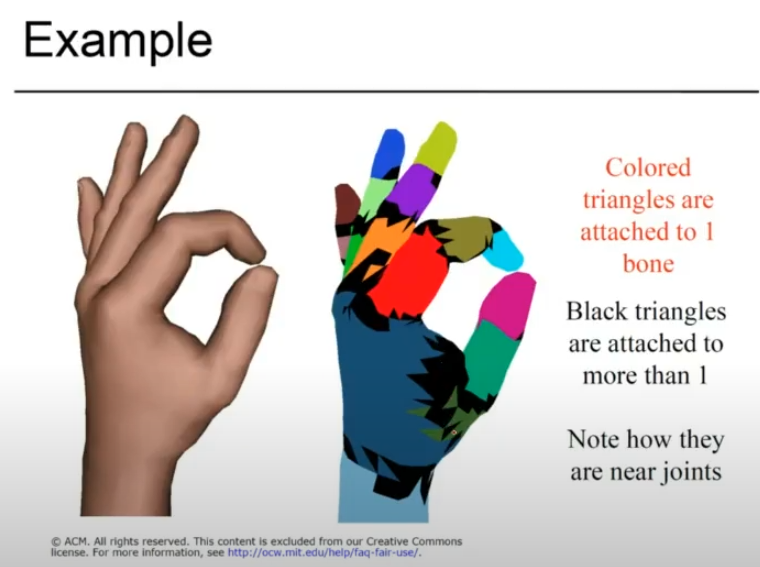 Example
Colored
triangles are
attached to 1
bone
Black triangles
are attached to
more than 1
Note how they
are near joints
© ACM. All rights reserved. This content is excluded from our Creative Commons
license. For more information, see http://ocw.mit.edu/help/faq-fair-use/.